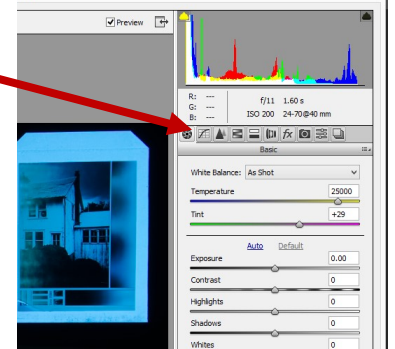 Preview
R: ---
G: ---
B: ---
f/11 1.60 s
ISO 200 24-70@40 mm
fx
Basic
White Balance: As Shot
Temperature 25000
Tint +29
Auto Default
Exposure 0.00
Contrast 0
Highlights 0
Shadows 0
Whites 0